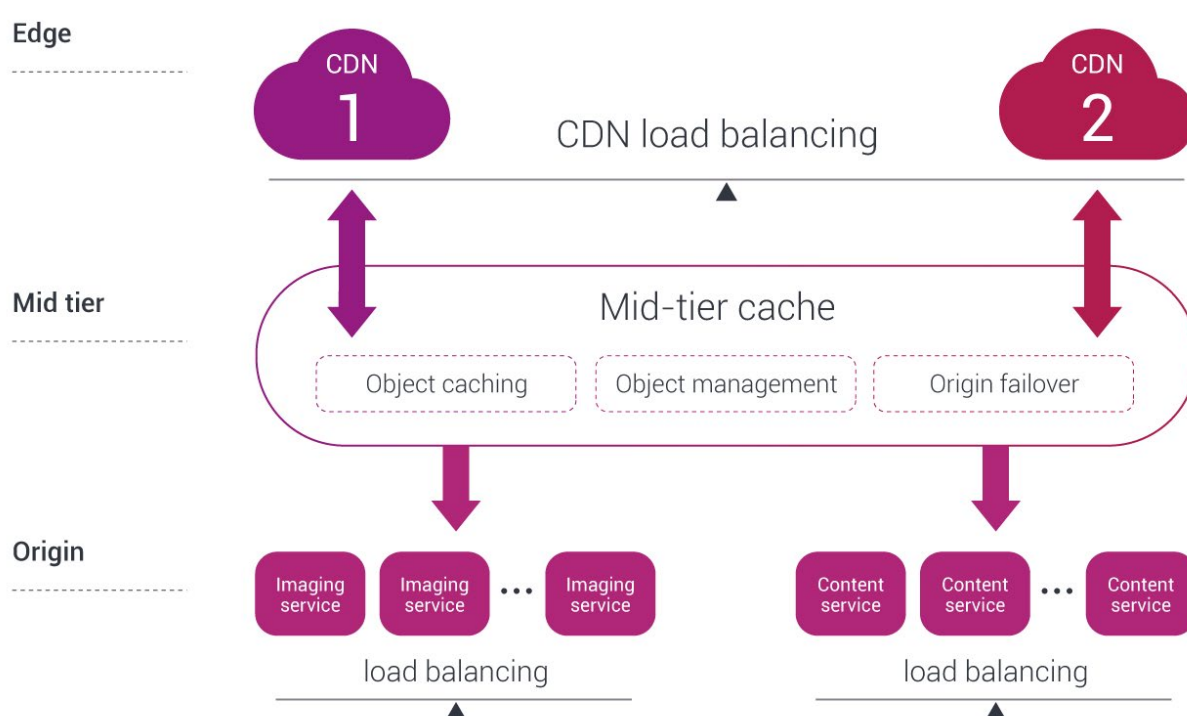 Edge
CDN
1
CDN load balancing
CDN
2
Mid tier
Mid-tier cache
Object caching
Object management
Origin failover
Origin
Imaging
service
Imaging
service
...
Imaging
service
Content
service
Content
service
...
Content
service
load balancing
load balancing